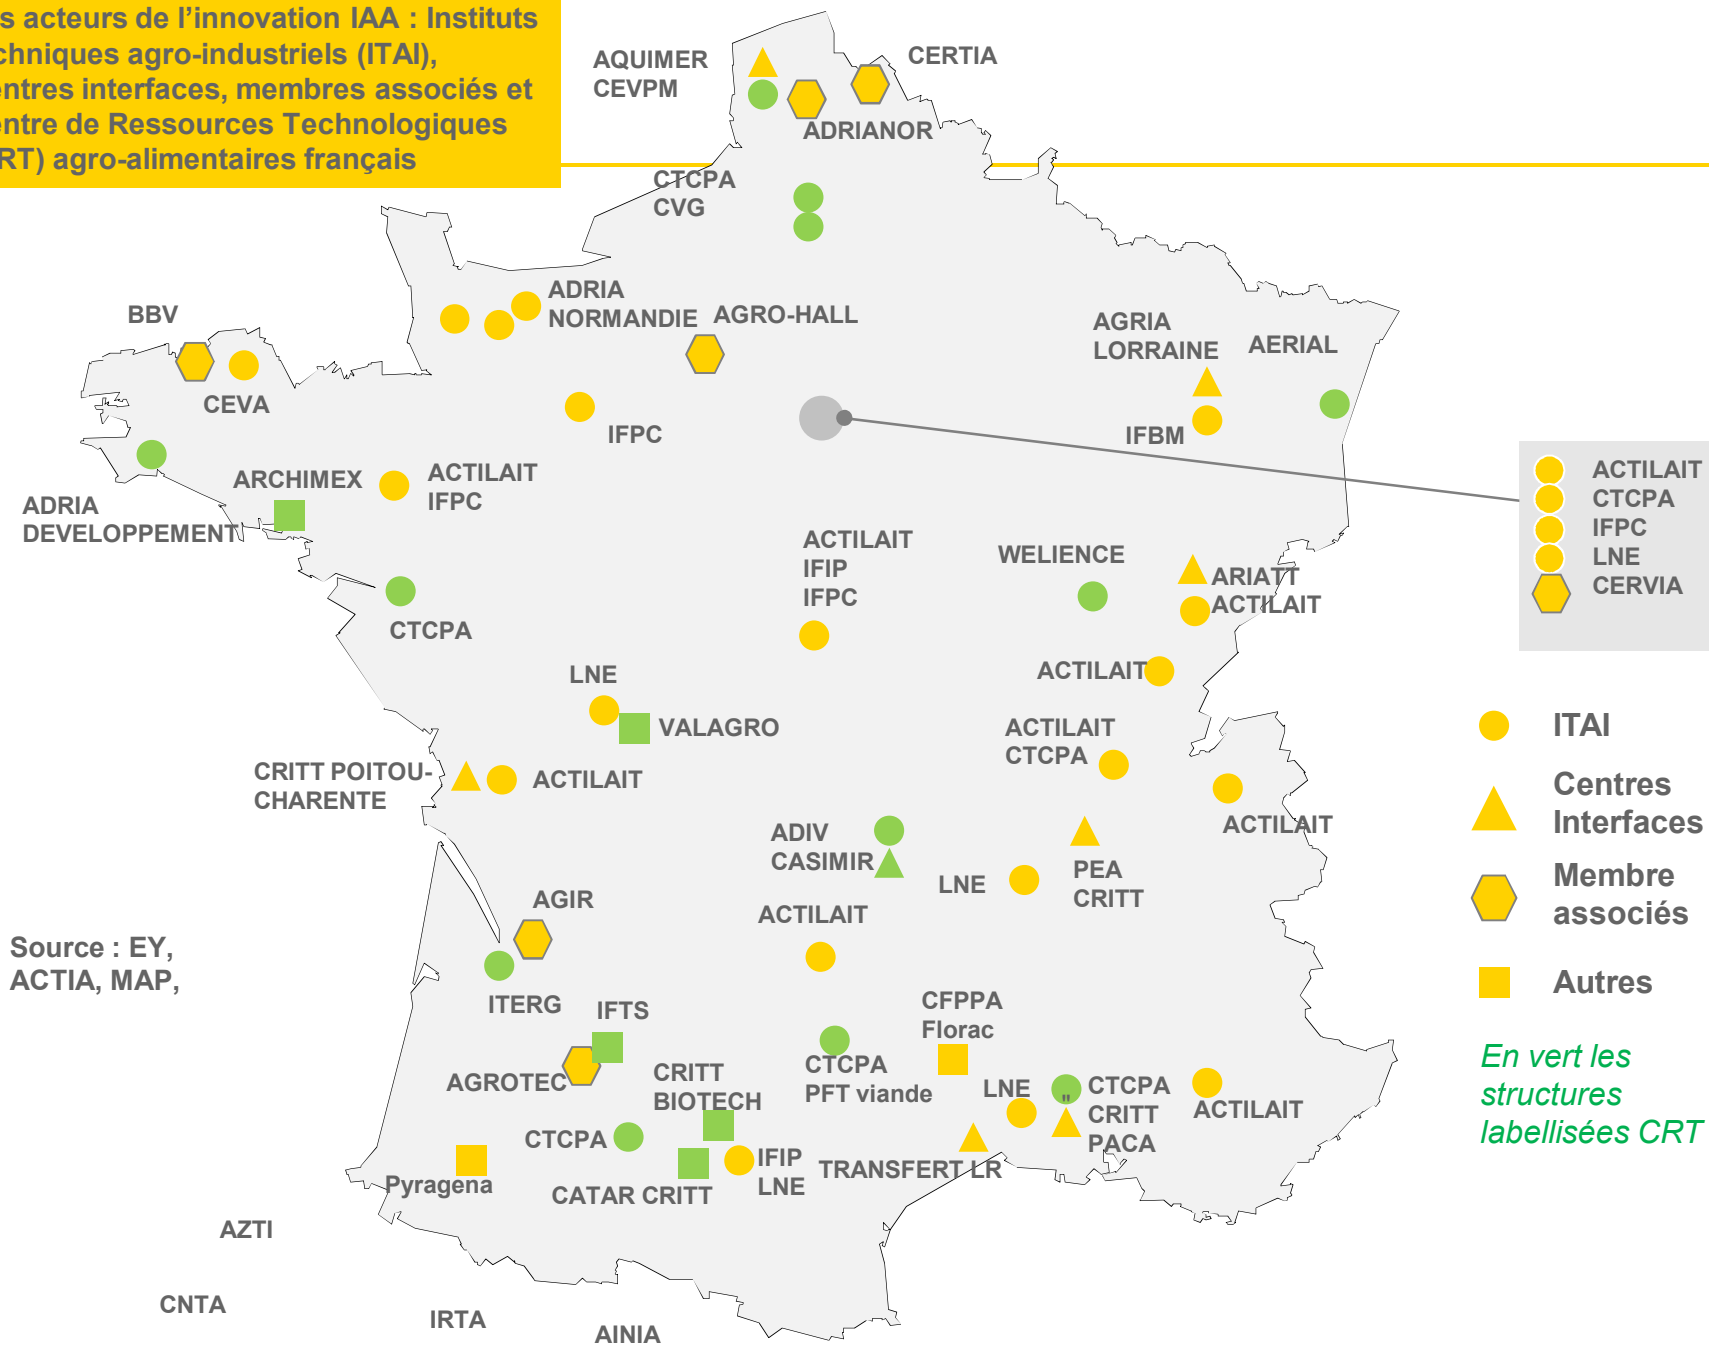 s acteurs de l'innovation IAA : Instituts
chniques agro-industriels (ITAI),
entres interfaces, membres associés et
entre de Ressources Technologiques
RT) agro-alimentaires français
AQUIMER
CEVPM
CERTIA
ADRIANOR
CTCPA
CVG
ADRIA
NORMANDIE
AGRO-HALL
BBV
CEVA
AGRIA
LORRAINE
AERIAL
IFPC
IFBM
ARCHIMEX
ACTILAIT
IFPC
ADRIA
DEVELOPPEMENT
ACTILAIT
CTCPA
IFPC
LNE
CERVIA
ACTILAIT
IFIP
IFPC
WELIENCE
ARIATT
ACTILAIT
CTCPA
LNE
ACTILAIT
VALAGRO
ACTILAIT
CTCPA
CRITT POITOU-
CHARENTE
ACTILAIT
ACTILAIT
ADIV
CASIMIR
PEA
CRITT
LNE
AGIR
ACTILAIT
ITAI
Centres
Interfaces
Membre
associés
Autres
En vert les
structures
labellisées CRT
Source : EY,
ACTIA, MAP,
ITERG
IFTS
CFPPA
Florac
AGROTEC
CRITT
BIOTECH
CTCPA
PFT viande
LNE
"
CTCPA
CRITT
PACA
ACTILAIT
CTCPA
IFIP
LNE
TRANSFERT LR
Pyragena
CATAR CRITT
AZTI
CNTA
IRTA
AINIA